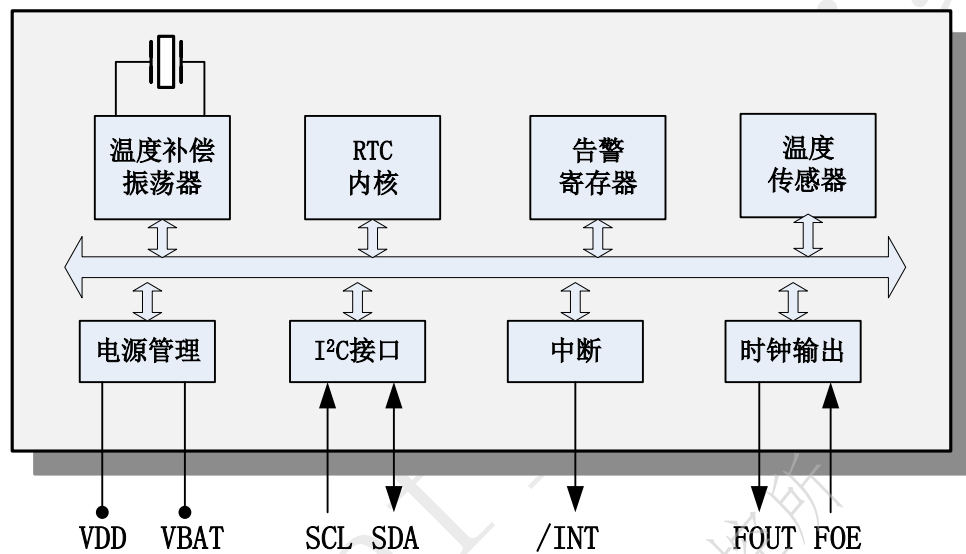 温度补偿
振荡器
RTC
内核
告警
寄存器
温度
传感器
电源管理
I²C接口
中断
时钟输出
VDD VBAT SCL SDA /INT FOUT FOE